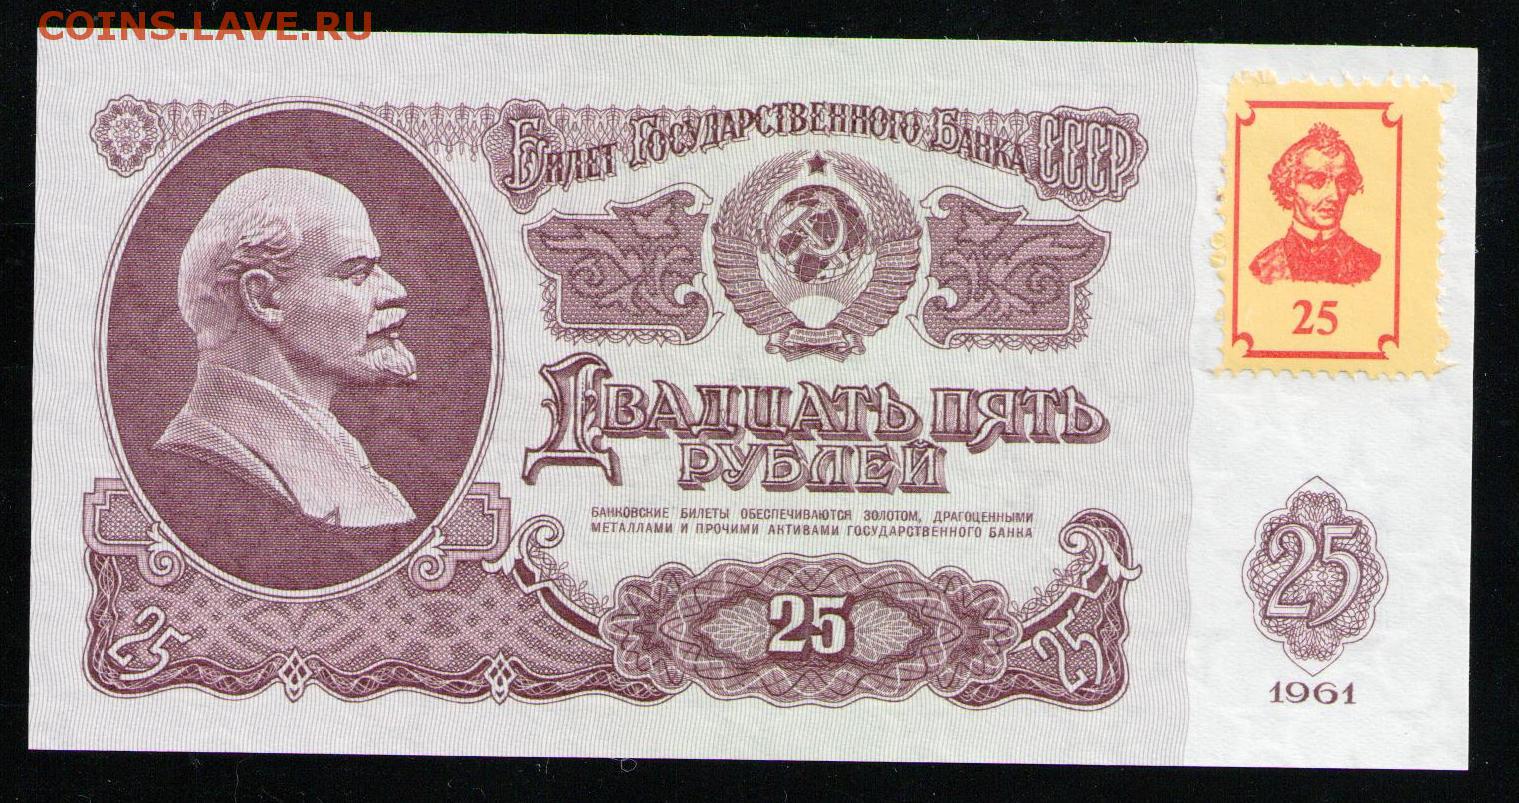 COINS.LAVE.RU
Билет Государственного Банка СССР
25
Двадцать пять
рублей
БАНКОВСКИЕ БИЛЕТЫ ОБЕСПЕЧИВАЮТСЯ ЗОЛОТОМ, ДРАГОЦЕННЫМИ
МЕТАЛЛАМИ И ПРОЧИМИ АКТИВАМИ ГОСУДАРСТВЕННОГО БАНКА
25
25
25
25
1961